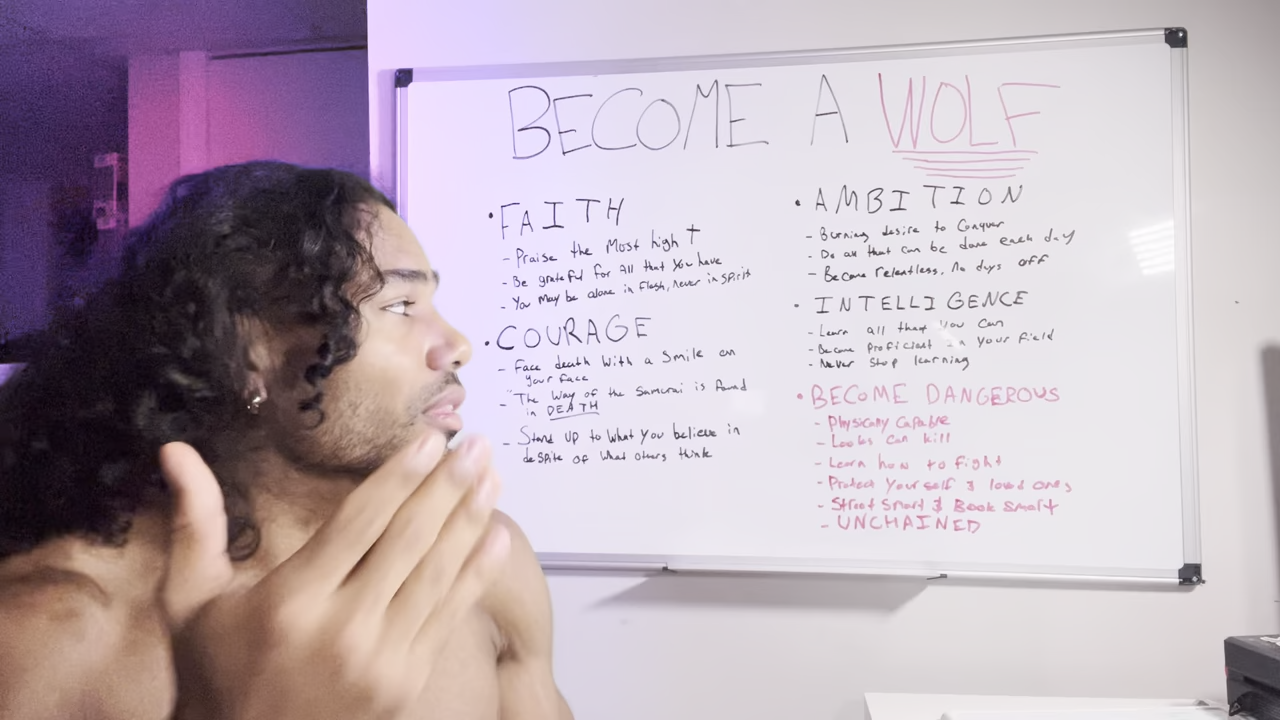 BECOME A WOLF
• FAITH
- Praise the Most high †
- Be grateful for all that you have
- You may be alone in flesh, never in spirit
• COURAGE
- Face death with a smile on
your face
- "The Way of the Samurai is found
in DEATH
- Stand up to what you believe in
despite of what others think
• AMBITION
- Burning desire to Conquer
- Do all that can be done each day
- Become relentless, no days off
• INTELLIGENCE
- Learn all that you can
- Become Proficient in your field
- Never stop learning
• BECOME DANGEROUS
- Physically Capable
- Looks can kill
- Learn how to fight
- Protect yourself & loved ones
- Street Smart & Book Smart
- UNCHAINED